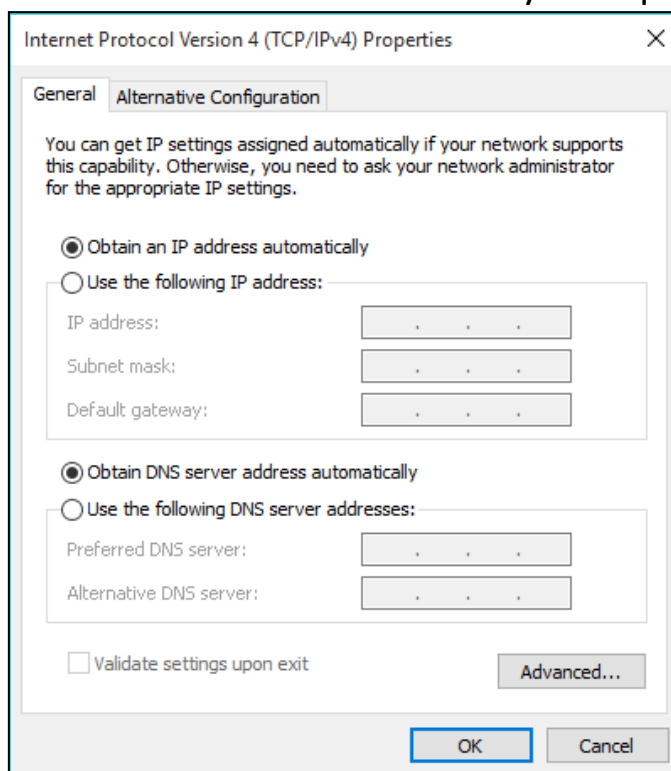 Internet Protocol Version 4 (TCP/IPv4) Properties
General
Alternative Configuration
You can get IP settings assigned automatically if your network supports
this capability. Otherwise, you need to ask your network administrator
for the appropriate IP settings.
Obtain an IP address automatically
Use the following IP address:
IP address:
Subnet mask:
Default gateway:
Obtain DNS server address automatically
Use the following DNS server addresses:
Preferred DNS server:
Alternative DNS server:
Validate settings upon exit
Advanced...
OK
Cancel